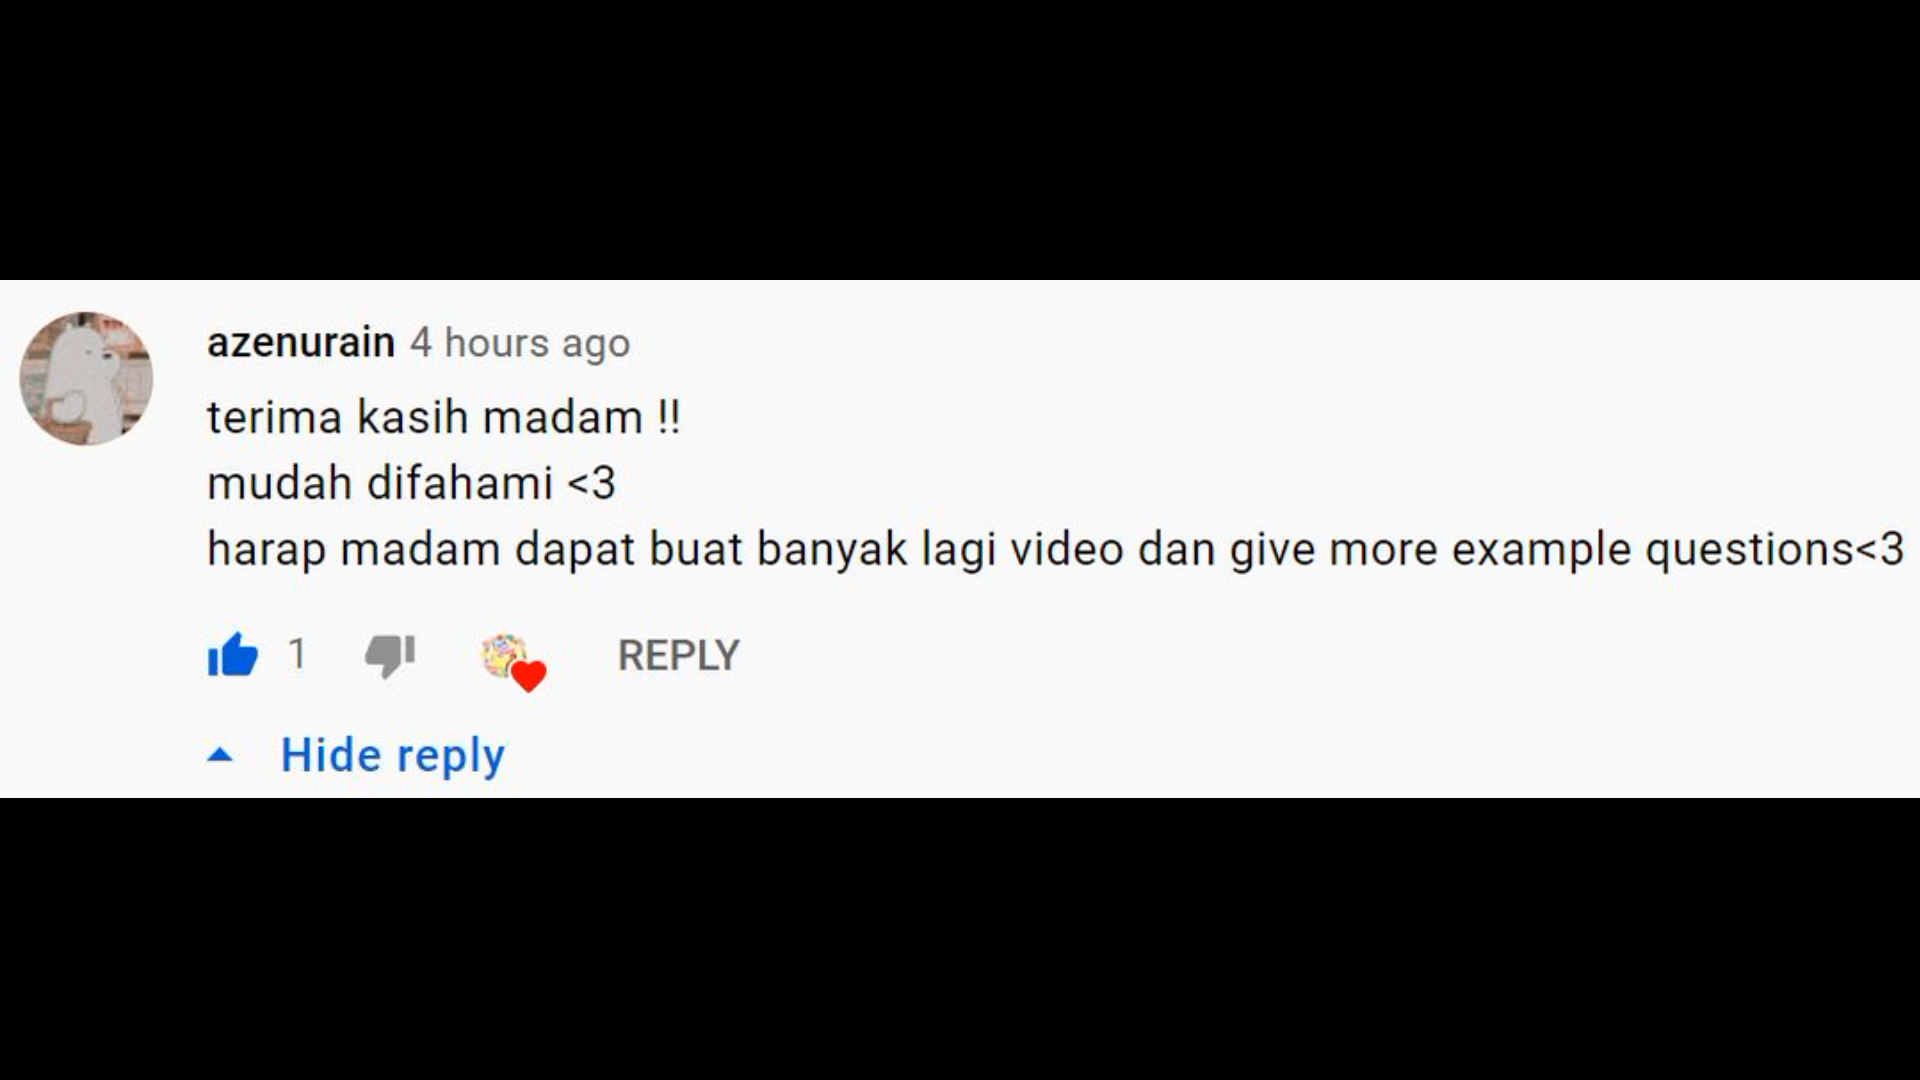 azenurain 4 hours ago
terima kasih madam !!
mudah difahami <3
harap madam dapat buat banyak lagi video dan give more example questions<3
1 REPLY
Hide reply